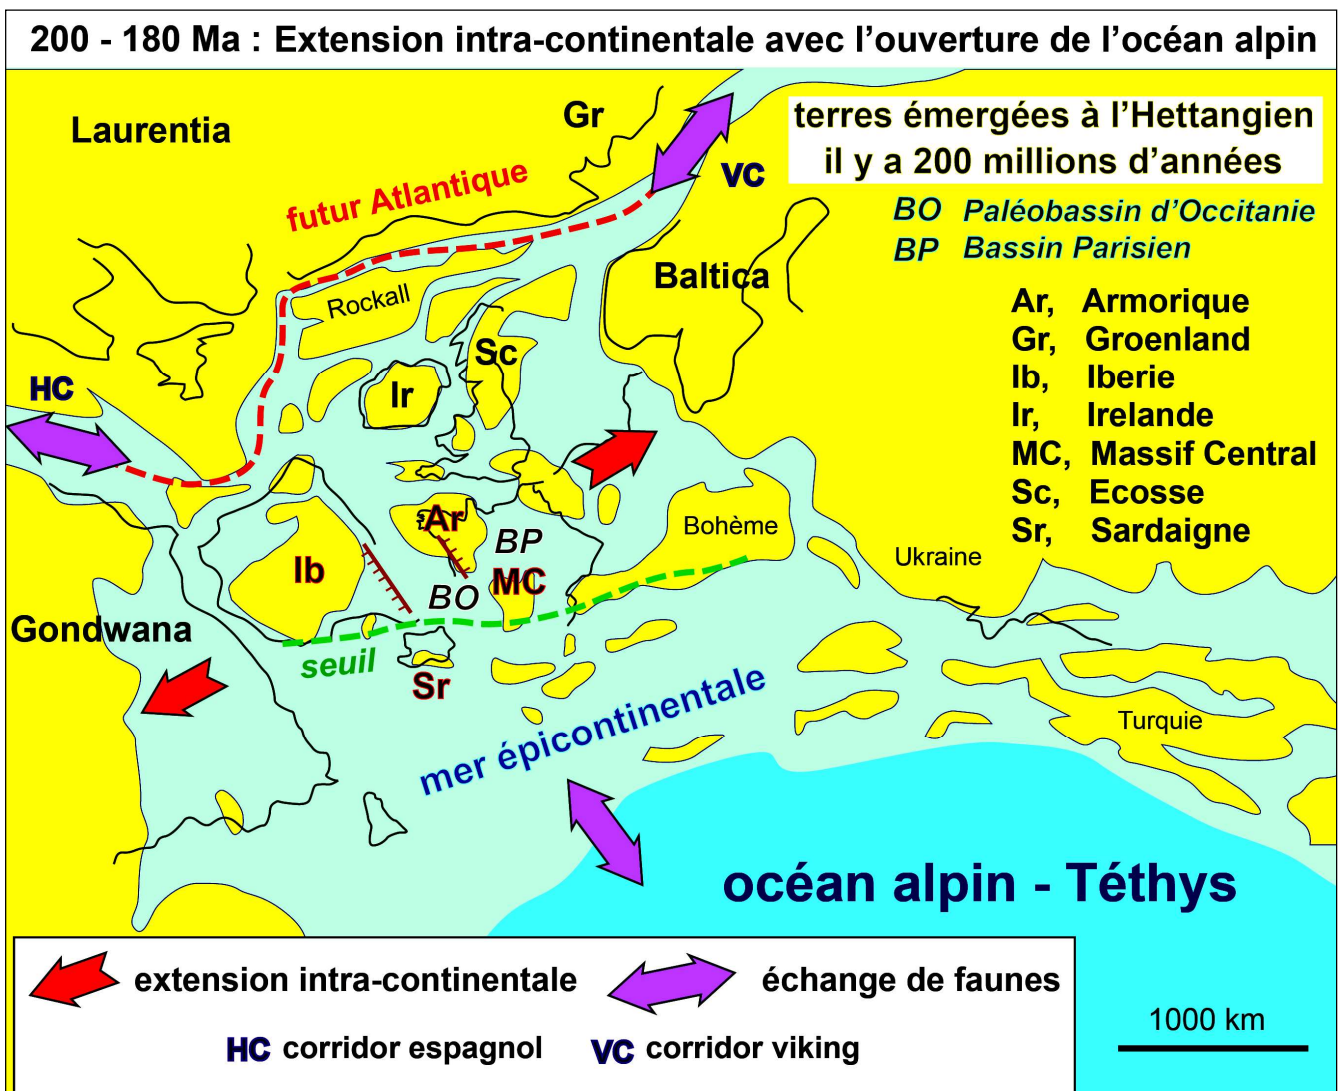 200 - 180 Ma : Extension intra-continentale avec l'ouverture de l'océan alpin
Laurentia
Gr
terres émergées à l'Hettangien
il y a 200 millions d'années
VC
futur Atlantique
BO Paléobassin d'Occitanie
BP Bassin Parisien
Baltica
Rockall
Ar, Armorique
Gr, Groenland
Ib, Iberie
Ir, Irelande
MC, Massif Central
Sc, Ecosse
Sr, Sardaigne
Sc
HC
Ir
Ar
BP
Bohème
Ukraine
Ib
MC
BO
Gondwana
seuil
Sr
mer épicontinentale
Turquie
océan alpin - Téthys
extension intra-continentale
échange de faunes
HC corridor espagnol
VC corridor viking
1000 km